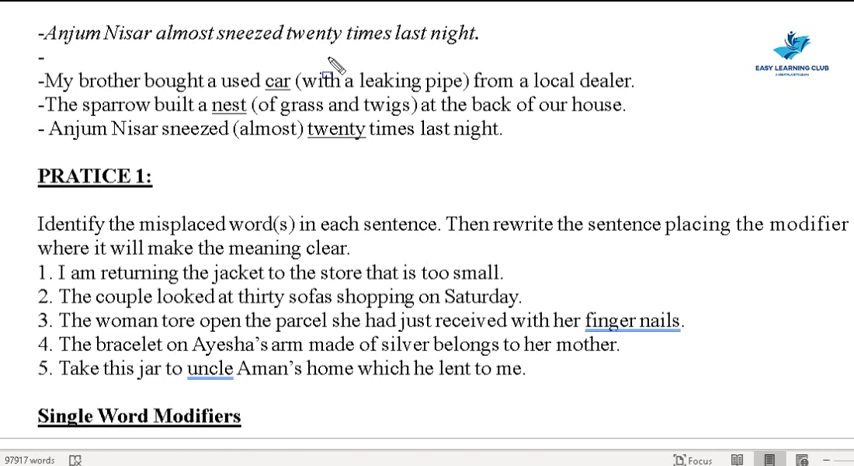 -Anjum Nisar almost sneezed twenty times last night.
-
-My brother bought a used car (with a leaking pipe) from a local dealer.
-The sparrow built a nest (of grass and twigs) at the back of our house.
- Anjum Nisar sneezed (almost) twenty times last night.
EASY LEARNING CLUB
PRATICE 1:
Identify the misplaced word(s) in each sentence. Then rewrite the sentence placing the modifier
where it will make the meaning clear.
1. I am returning the jacket to the store that is too small.
2. The couple looked at thirty sofas shopping on Saturday.
3. The woman tore open the parcel she had just received with her finger nails.
4. The bracelet on Ayesha's arm made of silver belongs to her mother.
5. Take this jar to uncle Aman's home which he lent to me.
Single Word Modifiers
97917 words
Focus